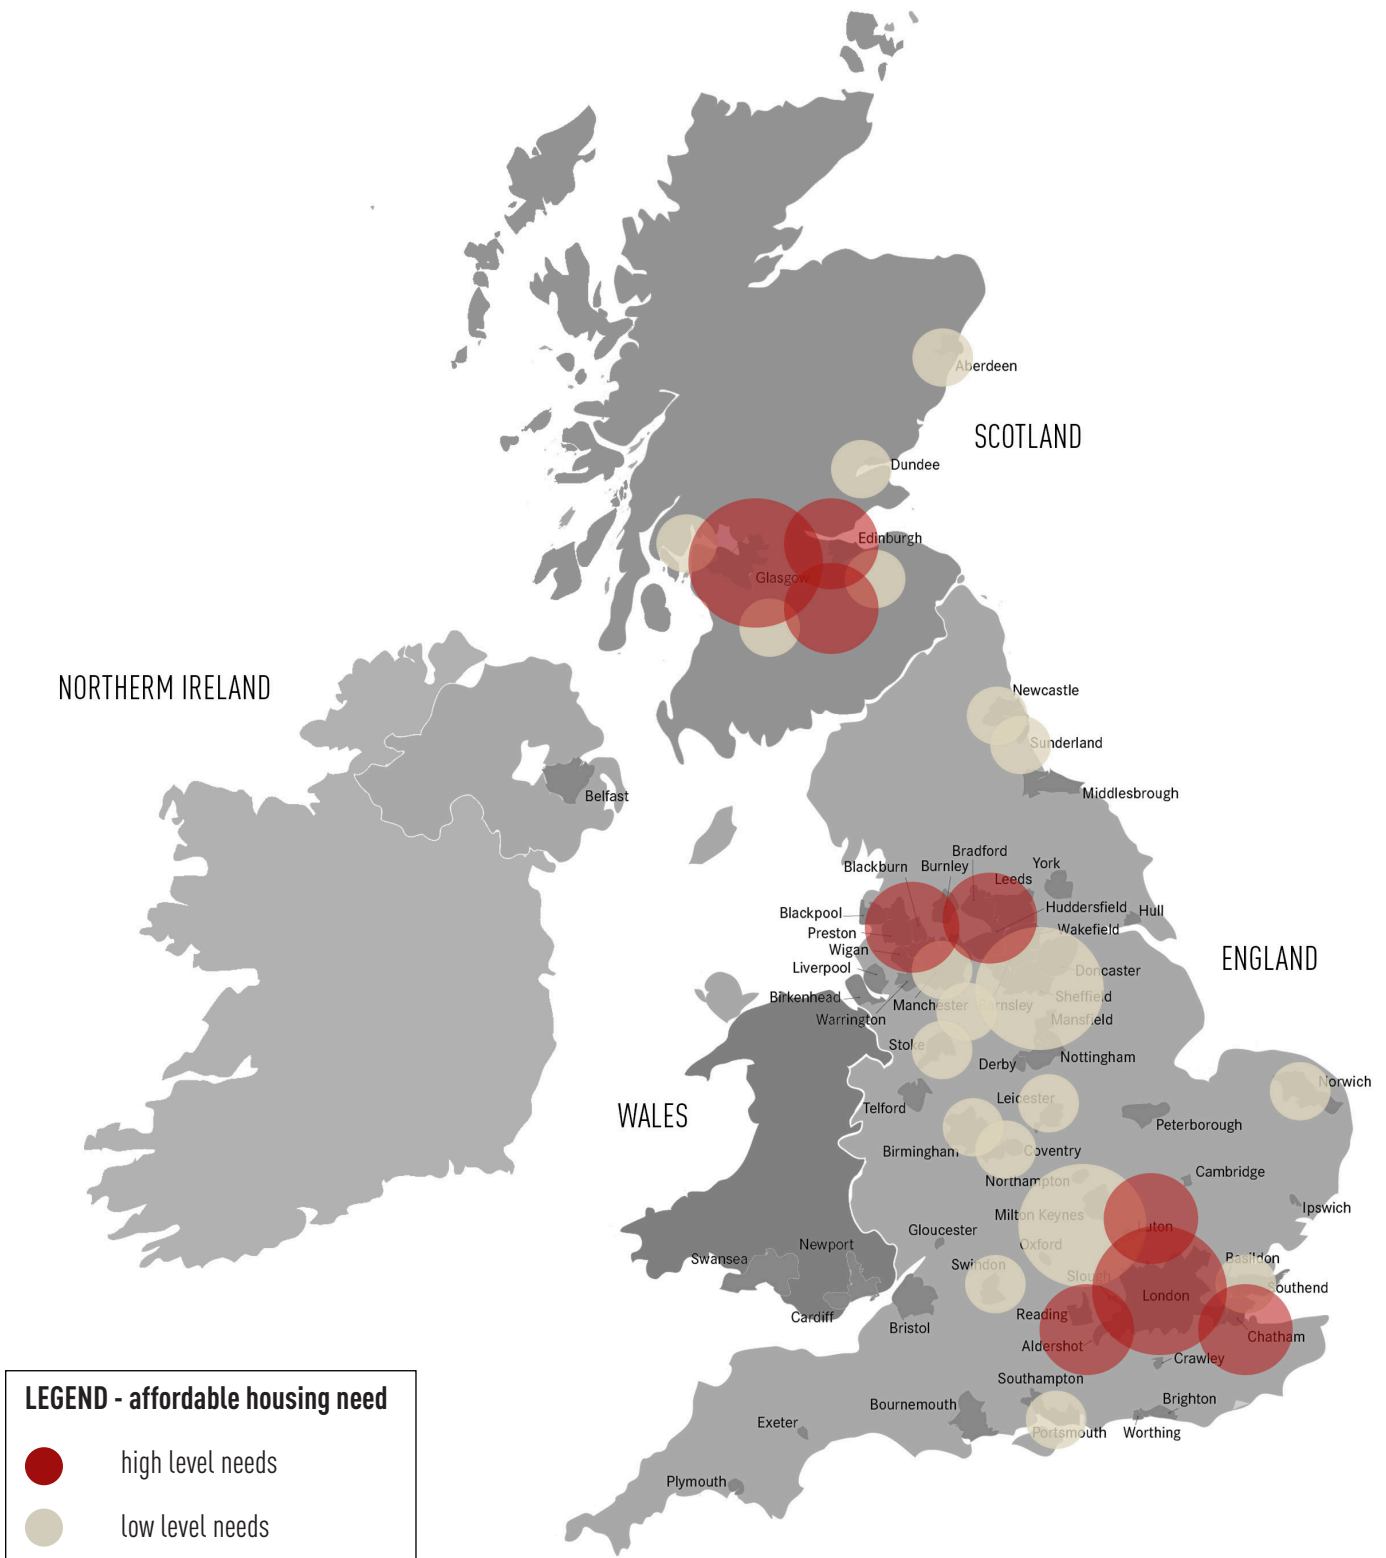 Aberdeen
SCOTLAND
Dundee
Edinburgh
Glasgow
NORTHERM IRELAND
Newcastle
Sunderland
Belfast
Middlesbrough
Bradford
Blackburn
Burnley
York
Leeds
Blackpool
Huddersfield
Hull
Preston
Wakefield
Wigan
ENGLAND
Liverpool
Doncaster
Birkenhead
Manchester
Barnsley
Sheffield
Warrington
Mansfield
Stoke
Nottingham
Derby
Norwich
Leicester
Telford
WALES
Peterborough
Birmingham
Coventry
Cambridge
Northampton
Ipswich
Milton Keynes
Luton
Gloucester
Newport
Oxford
Swansea
Swindon
Basildon
Slough
Southend
London
Reading
Cardiff
Bristol
Chatham
Aldershot
Crawley
Southampton
LEGEND - affordable housing need
Bournemouth
Brighton
Exeter
Portsmouth
Worthing
high level needs
Plymouth
low level needs